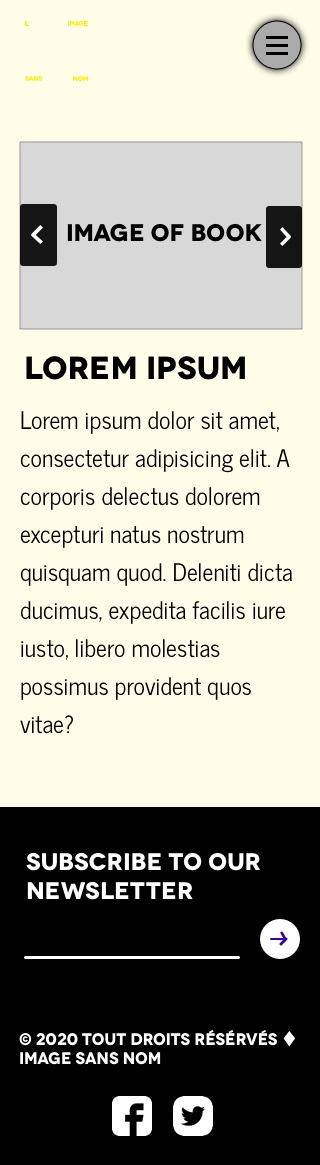 L' IMAGE
SANS NOM
IMAGE OF BOOK
LOREM IPSUM
Lorem ipsum dolor sit amet,
consectetur adipisicing elit. A
corporis delectus dolorem
excepturi natus nostrum
quisquam quod. Deleniti dicta
ducimus, expedita facilis iure
iusto, libero molestias
possimus provident quos
vitae?
SUBSCRIBE TO OUR
NEWSLETTER
© 2020 TOUT DROITS RÉSÉRVÉS ♦
IMAGE SANS NOM